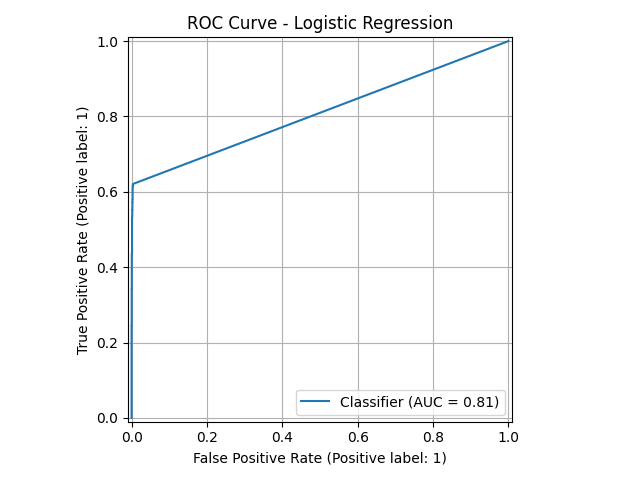 ROC Curve - Logistic Regression
True Positive Rate (Positive label: 1)
1.0
0.8
0.6
0.4
0.2
0.0
Classifier (AUC = 0.81)
0.0 0.2 0.4 0.6 0.8 1.0
False Positive Rate (Positive label: 1)